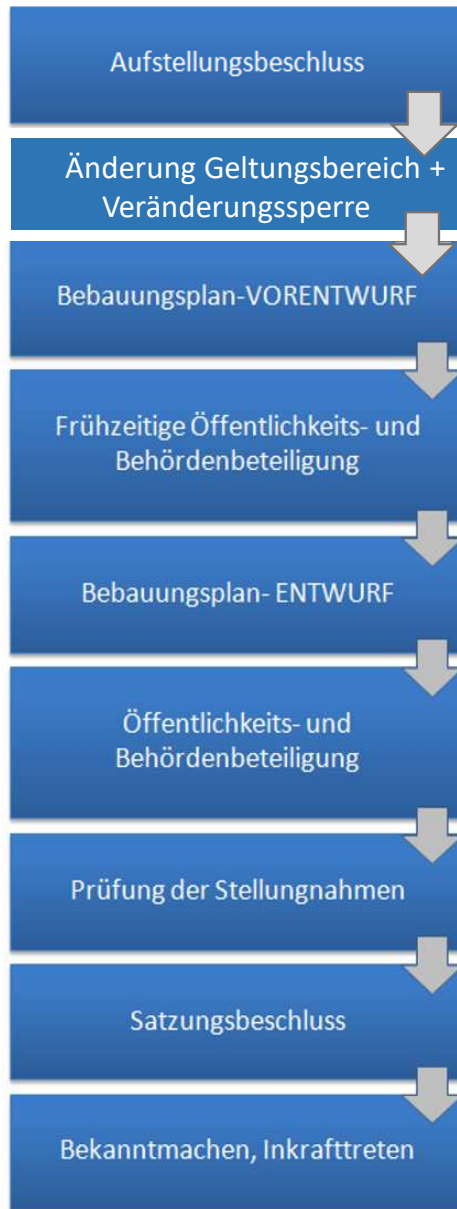 Aufstellungsbeschluss
Änderung Geltungsbereich +
Veränderungssperre
Bebauungsplan-VORENTWURF
Frühzeitige Öffentlichkeits- und
Behördenbeteiligung
Bebauungsplan- ENTWURF
Öffentlichkeits- und
Behördenbeteiligung
Prüfung der Stellungnahmen
Satzungsbeschluss
Bekanntmachen, Inkrafttreten